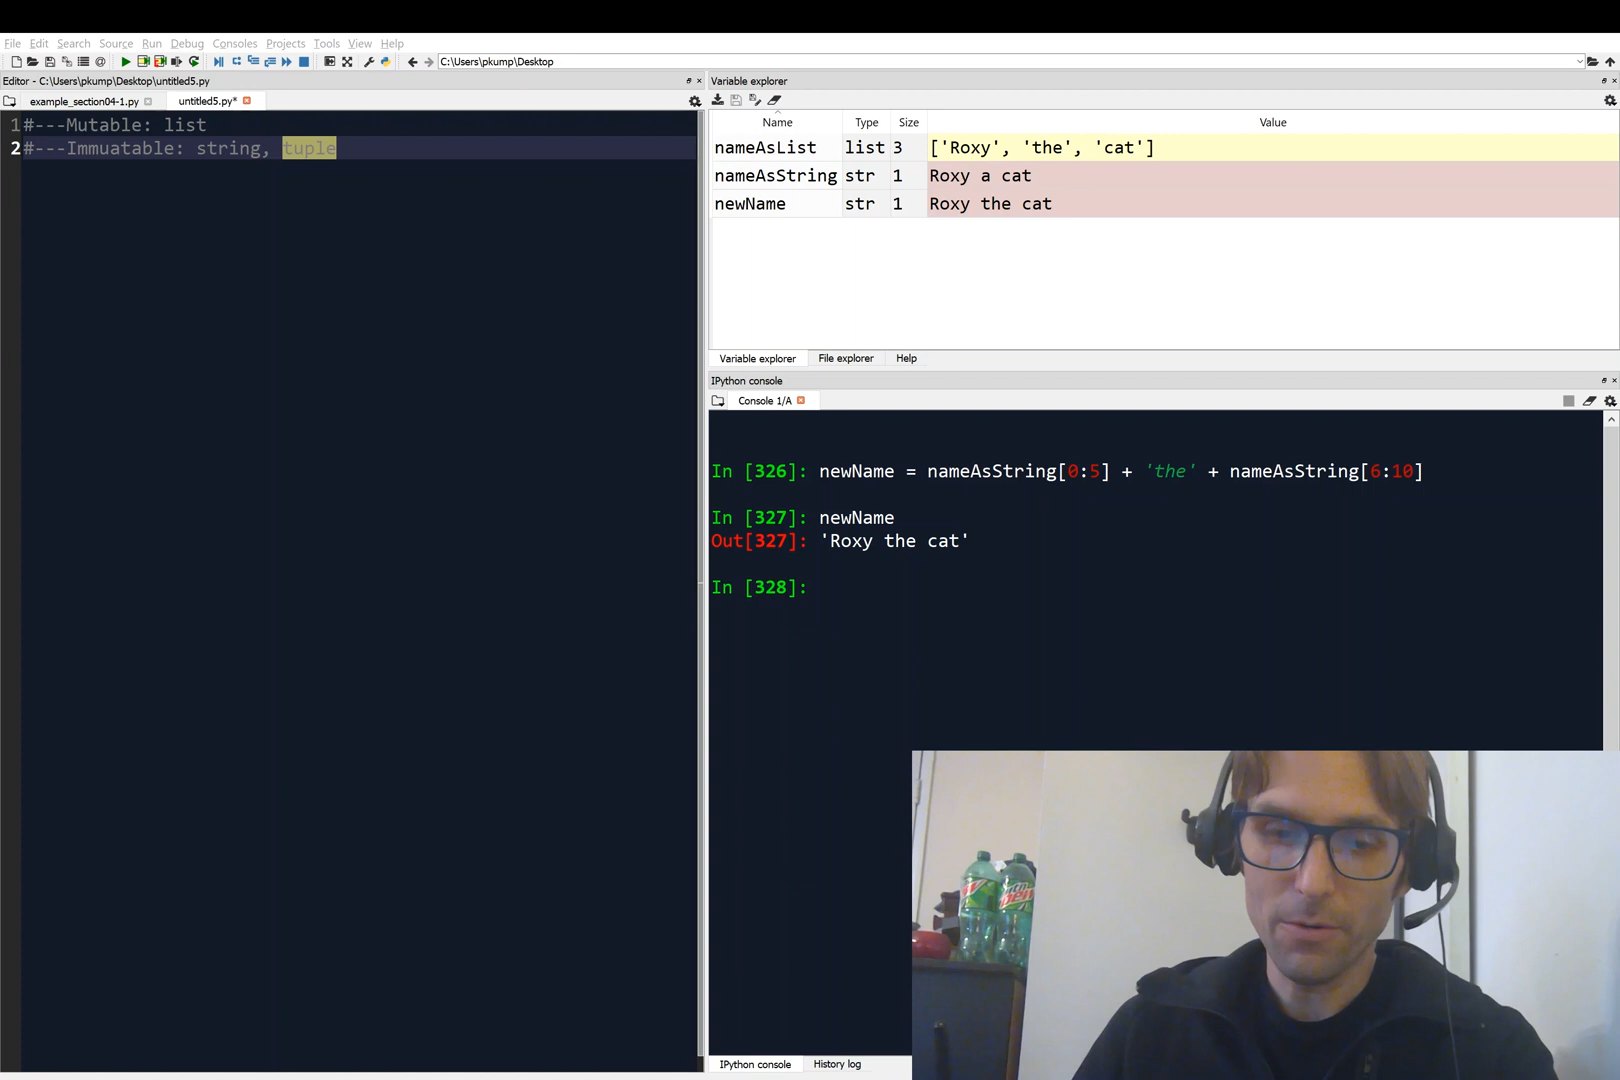 File Edit Search Source Run Debug Consoles Projects Tools View Help
C:\Users\pkump\Desktop
Editor - C:\Users\pkump\Desktop\untitled5.py
example_section04-1.py untitled5.py*
1 #---Mutable: list
2 #---Immuatable: string, tuple
Variable explorer
Name Type Size Value
nameAsList list 3 ['Roxy', 'the', 'cat']
nameAsString str 1 Roxy a cat
newName str 1 Roxy the cat
Variable explorer File explorer Help
IPython console
Console 1/A
In [326]: newName = nameAsString[0:5] + 'the' + nameAsString[6:10]
In [327]: newName
Out[327]: 'Roxy the cat'
In [328]:
IPython console History log